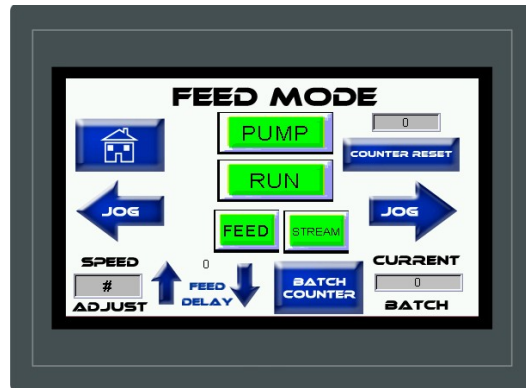 FEED MODE
PUMP
0
COUNTER RESET
RUN
JOG
JOG
FEED
STREAM
SPEED
#
ADJUST
0
FEED
DELAY
BATCH
COUNTER
CURRENT
0
BATCH